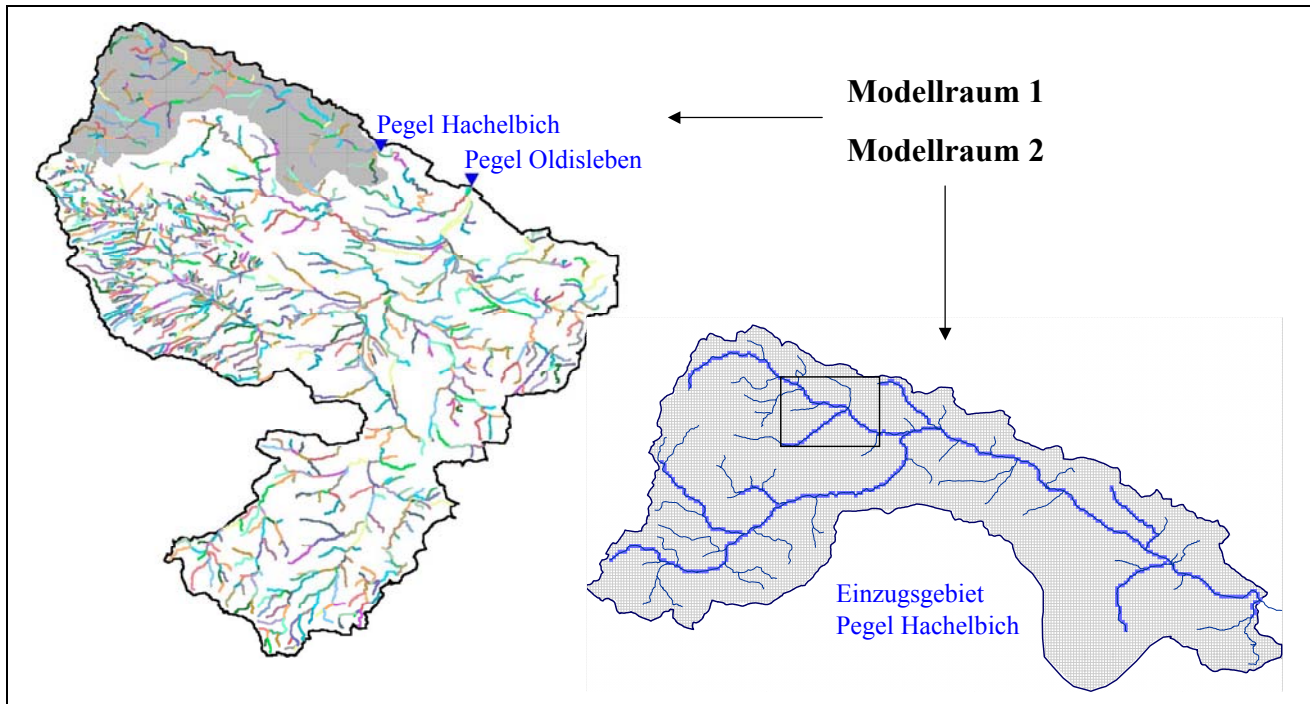 Modellraum 1
Pegel Hachelbich
Modellraum 2
Pegel Oldisleben
Einzugsgebiet
Pegel Hachelbich